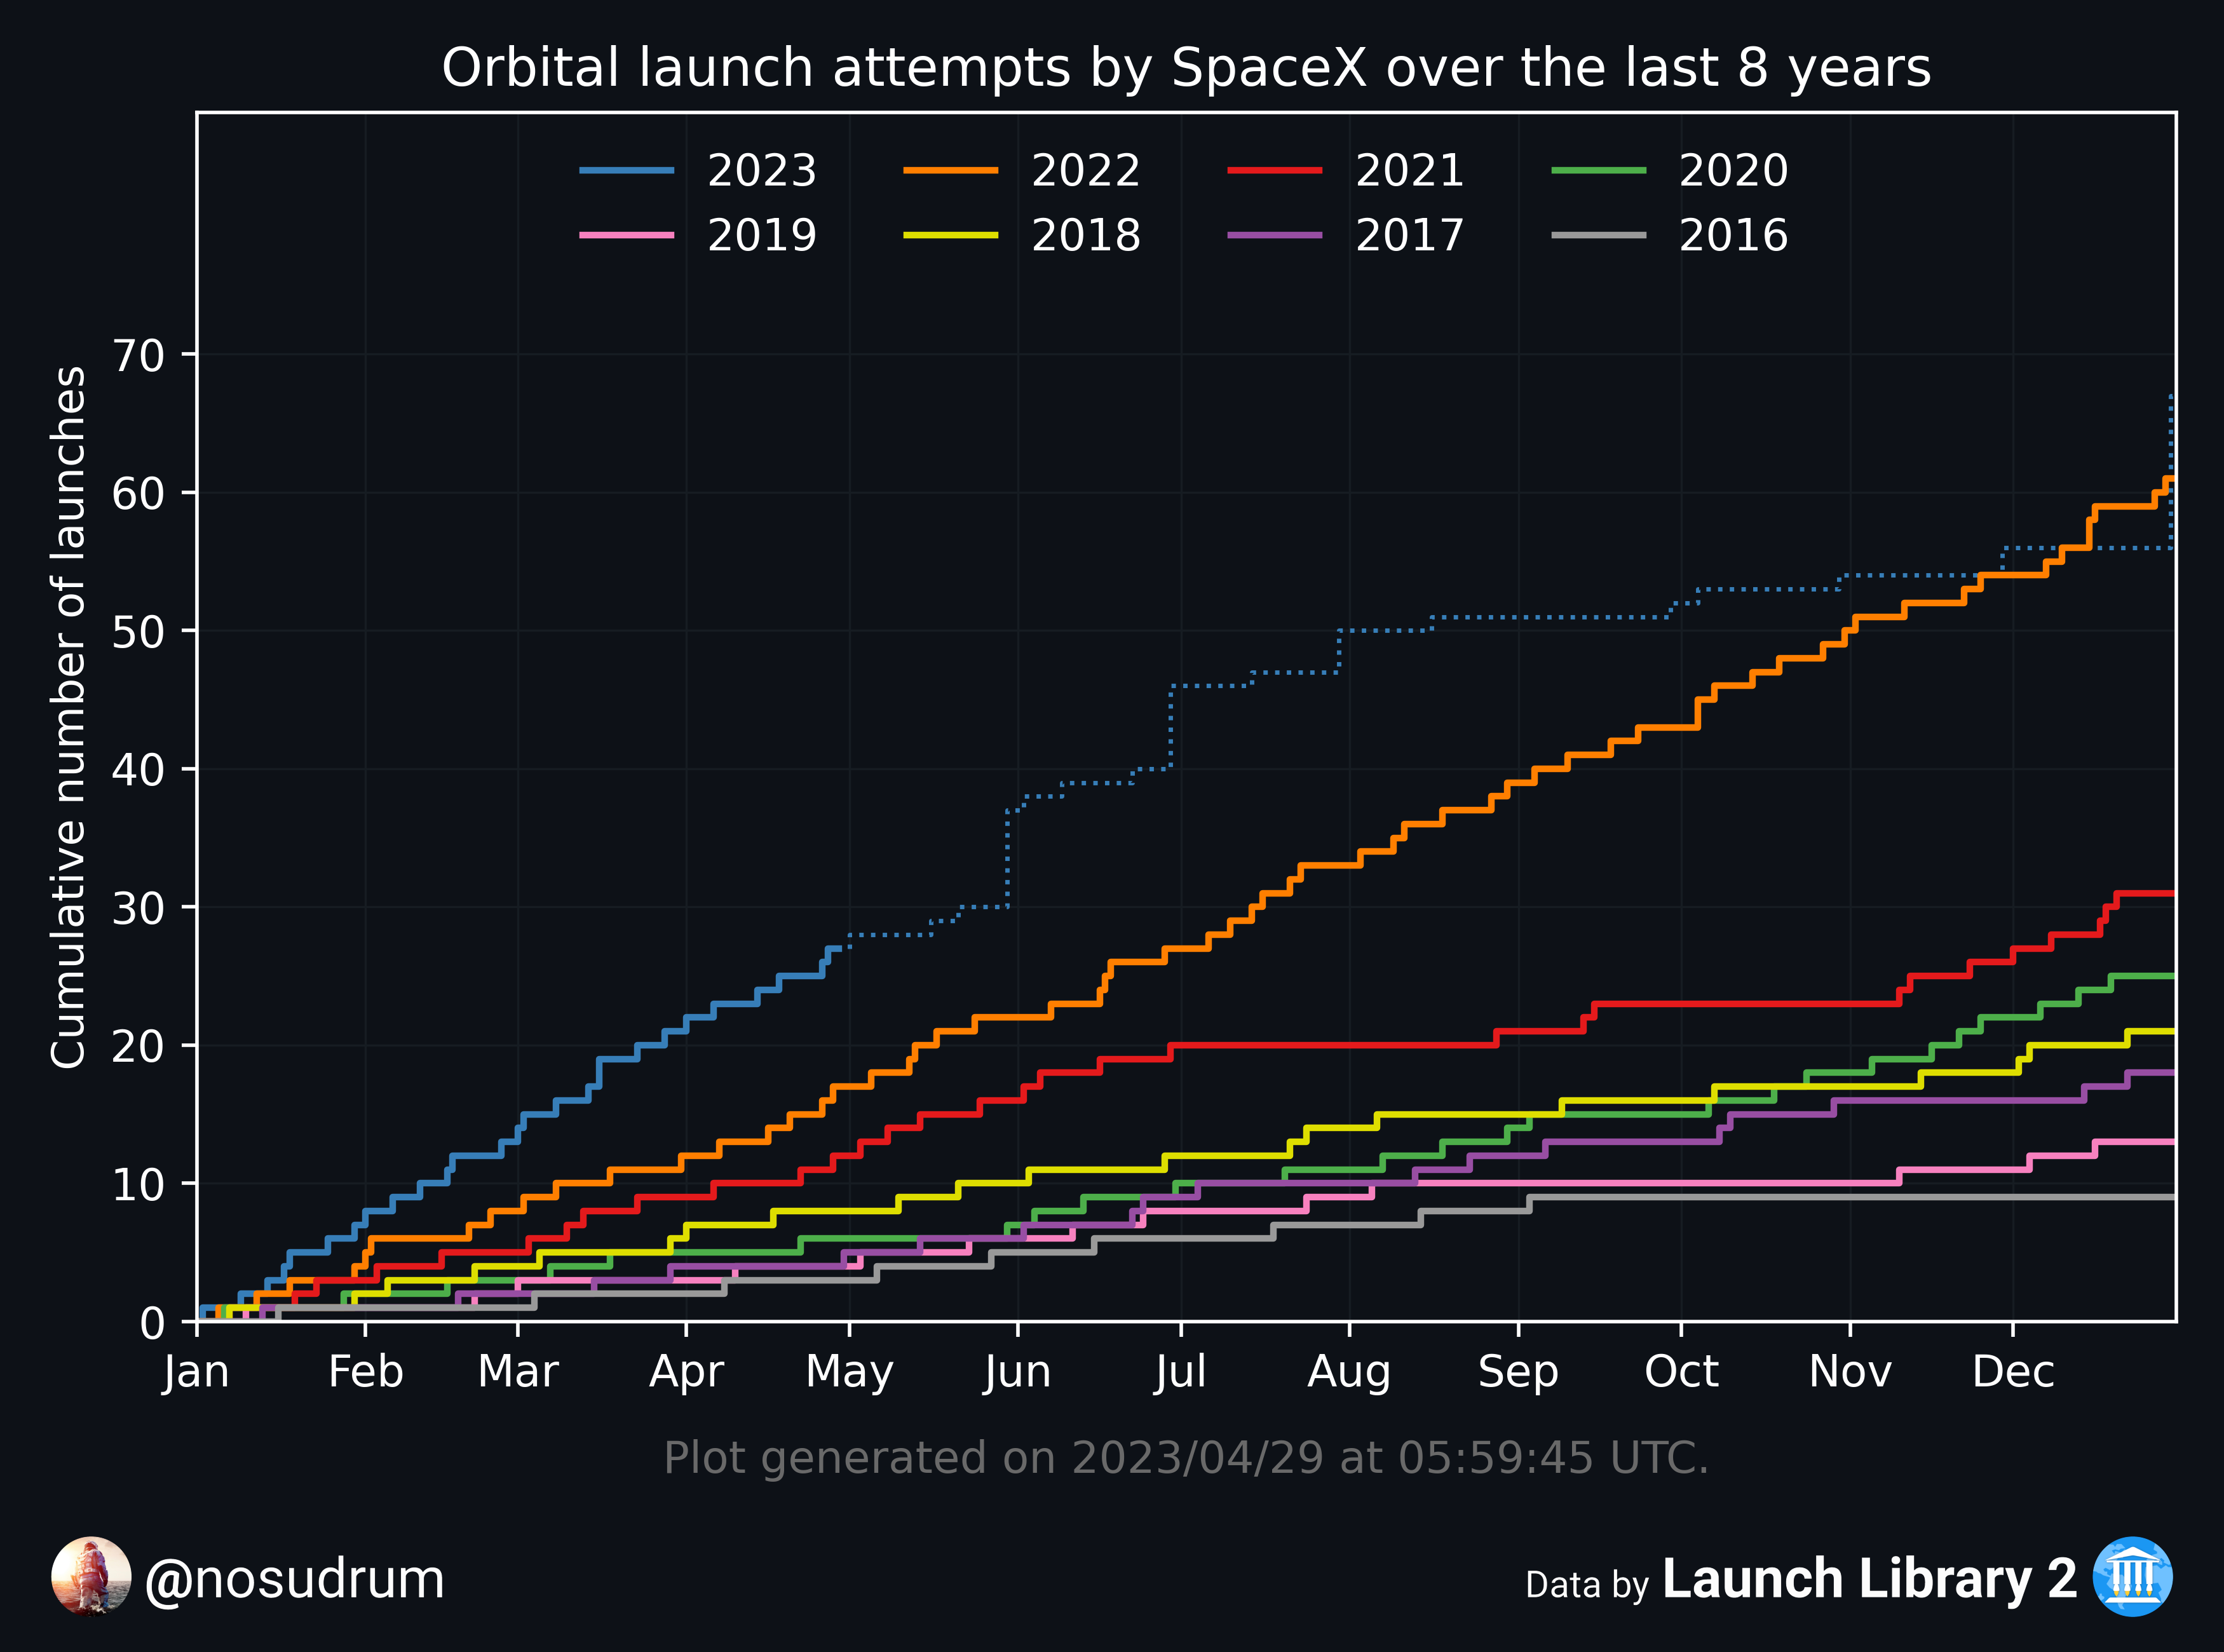 Orbital launch attempts by SpaceX over the last 8 years
2023 2022 2021 2020
2019 2018 2017 2016
Cumulative number of launches
70
60
50
40
30
20
10
0
Jan Feb Mar Apr May Jun Jul Aug Sep Oct Nov Dec
Plot generated on 2023/04/29 at 05:59:45 UTC.
@nosudrum
Data by Launch Library 2